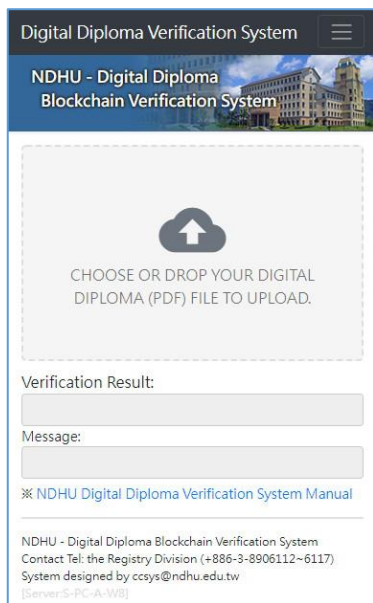 Digital Diploma Verification System
NDHU - Digital Diploma
Blockchain Verification System
CHOOSE OR DROP YOUR DIGITAL
DIPLOMA (PDF) FILE TO UPLOAD.
Verification Result:
Message:
※ NDHU Digital Diploma Verification System Manual
NDHU - Digital Diploma Blockchain Verification System
Contact Tel: the Registry Division (+886-3-8906112~6117)
System designed by ccsys@ndhu.edu.tw
[Server:S-PC-A-W8]